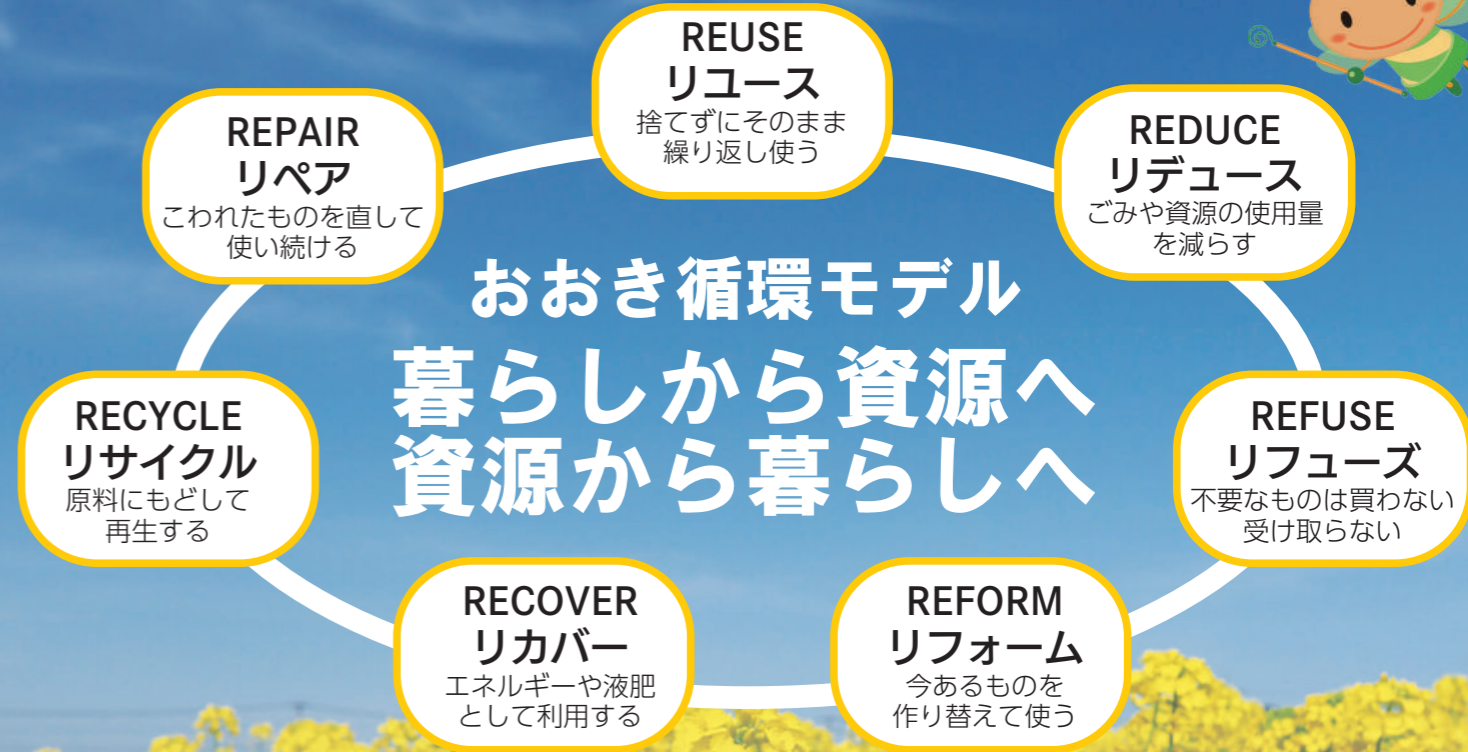 REUSE
リユース
捨てずにそのまま
繰り返し使う
REPAIR
リペア
こわれたものを直して
使い続ける
REDUCE
リデュース
ごみや資源の使用量
を減らす
おおき循環モデル
暮らしから資源へ
資源から暮らしへ
RECYCLE
リサイクル
原料にもどして
再生する
REFUSE
リフューズ
不要なものは買わない
受け取らない
RECOVER
リカバー
エネルギーや液肥
として利用する
REFORM
リフォーム
今あるものを
作り替えて使う